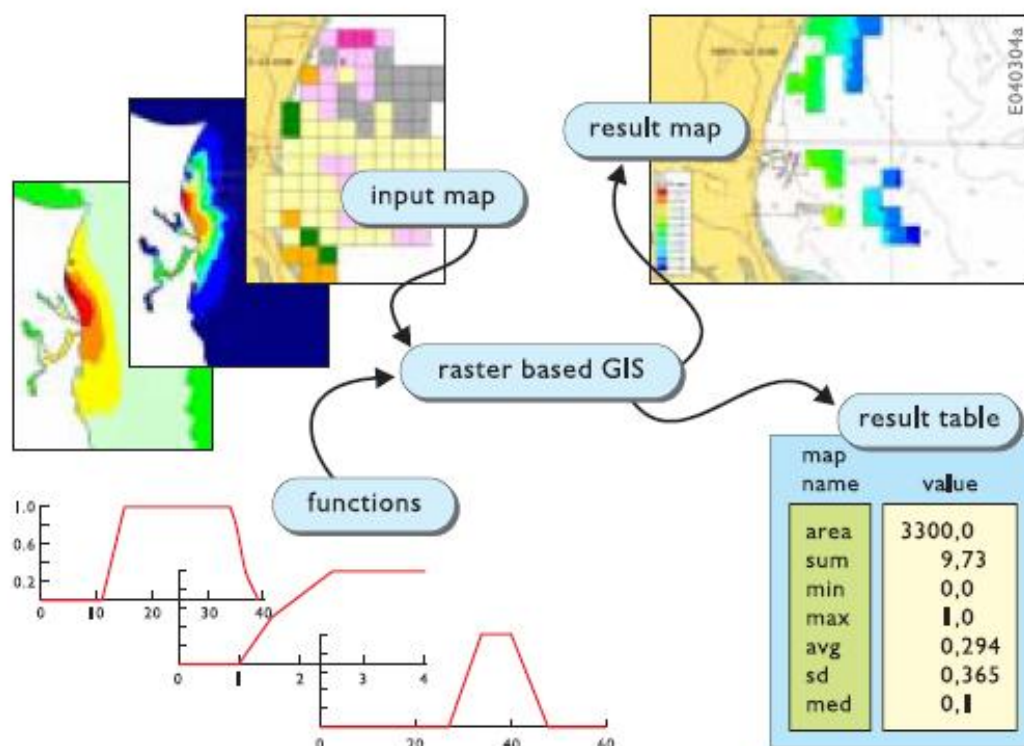 E040304a
result map
input map
raster based GIS
result table
functions
map
name value
area 3300,0
sum 9,73
min 0,0
max 1,0
avg 0,294
sd 0,365
med 0,1
1.0
0.6
0.2
0 10 20 30 40
0 1 2 3 4
0 20 40 60